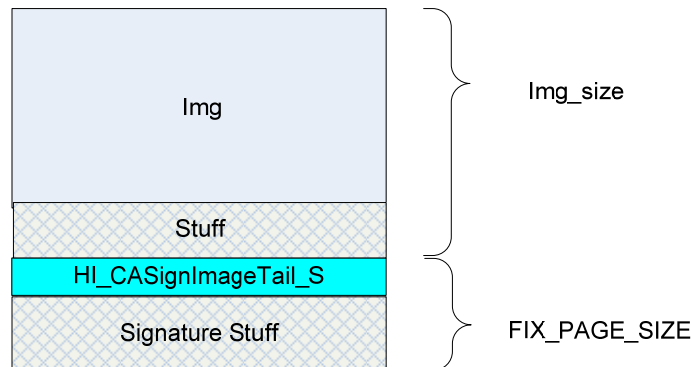 Img
Img_size
Stuff
HI_CASignImageTail_S
Signature Stuff
FIX_PAGE_SIZE